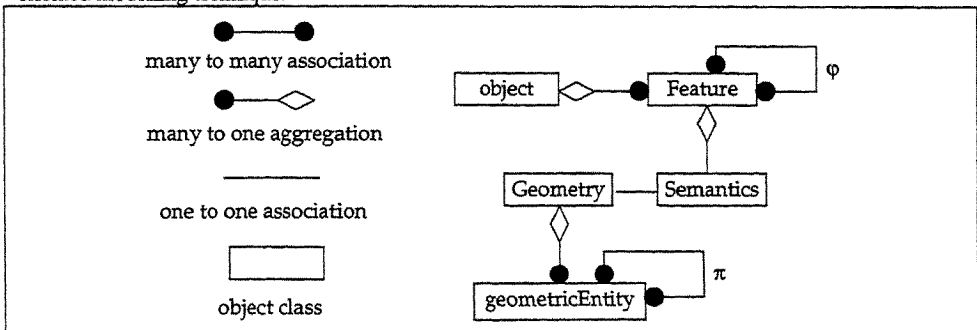 many to many association
many to one aggregation
one to one association
object class
object
Feature
φ
Geometry
Semantics
geometricEntity
π